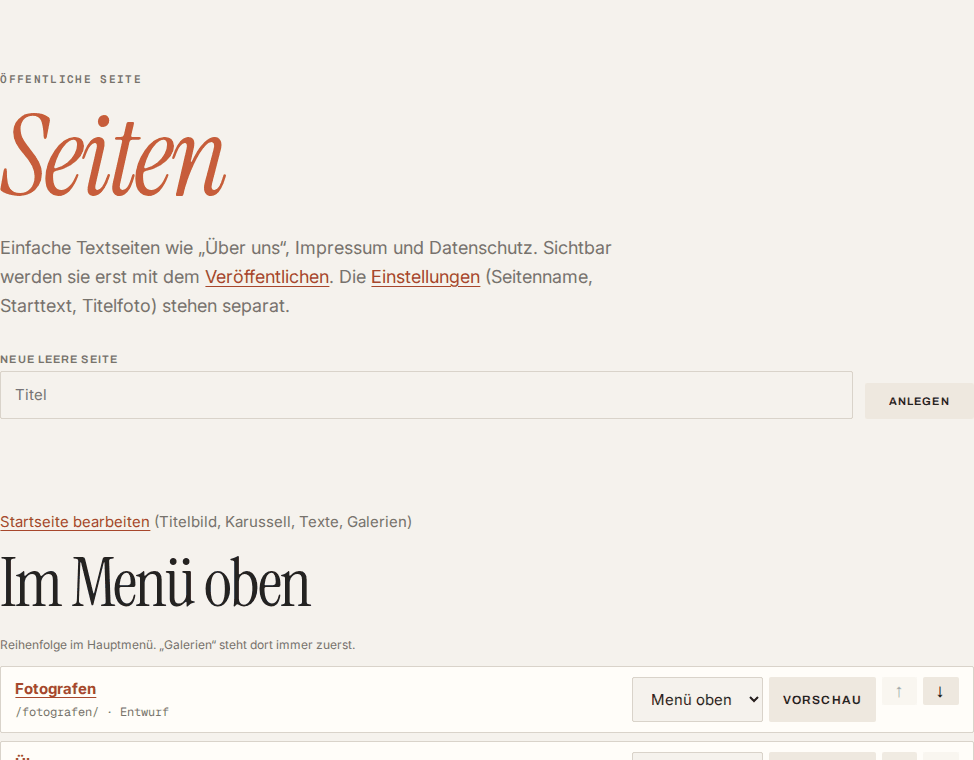 ÖFFENTLICHE SEITE
Seiten
Einfache Textseiten wie „Über uns“, Impressum und Datenschutz. Sichtbar
werden sie erst mit dem Veröffentlichen. Die Einstellungen (Seitenname,
Starttext, Titelfoto) stehen separat.
NEUE LEERE SEITE
Titel
ANLEGEN
Startseite bearbeiten (Titelbild, Karussell, Texte, Galerien)
Im Menü oben
Reihenfolge im Hauptmenü. „Galerien“ steht dort immer zuerst.
Fotografen
Menü oben
VORSCHAU
↑
↓
/fotografen/ · Entwurf